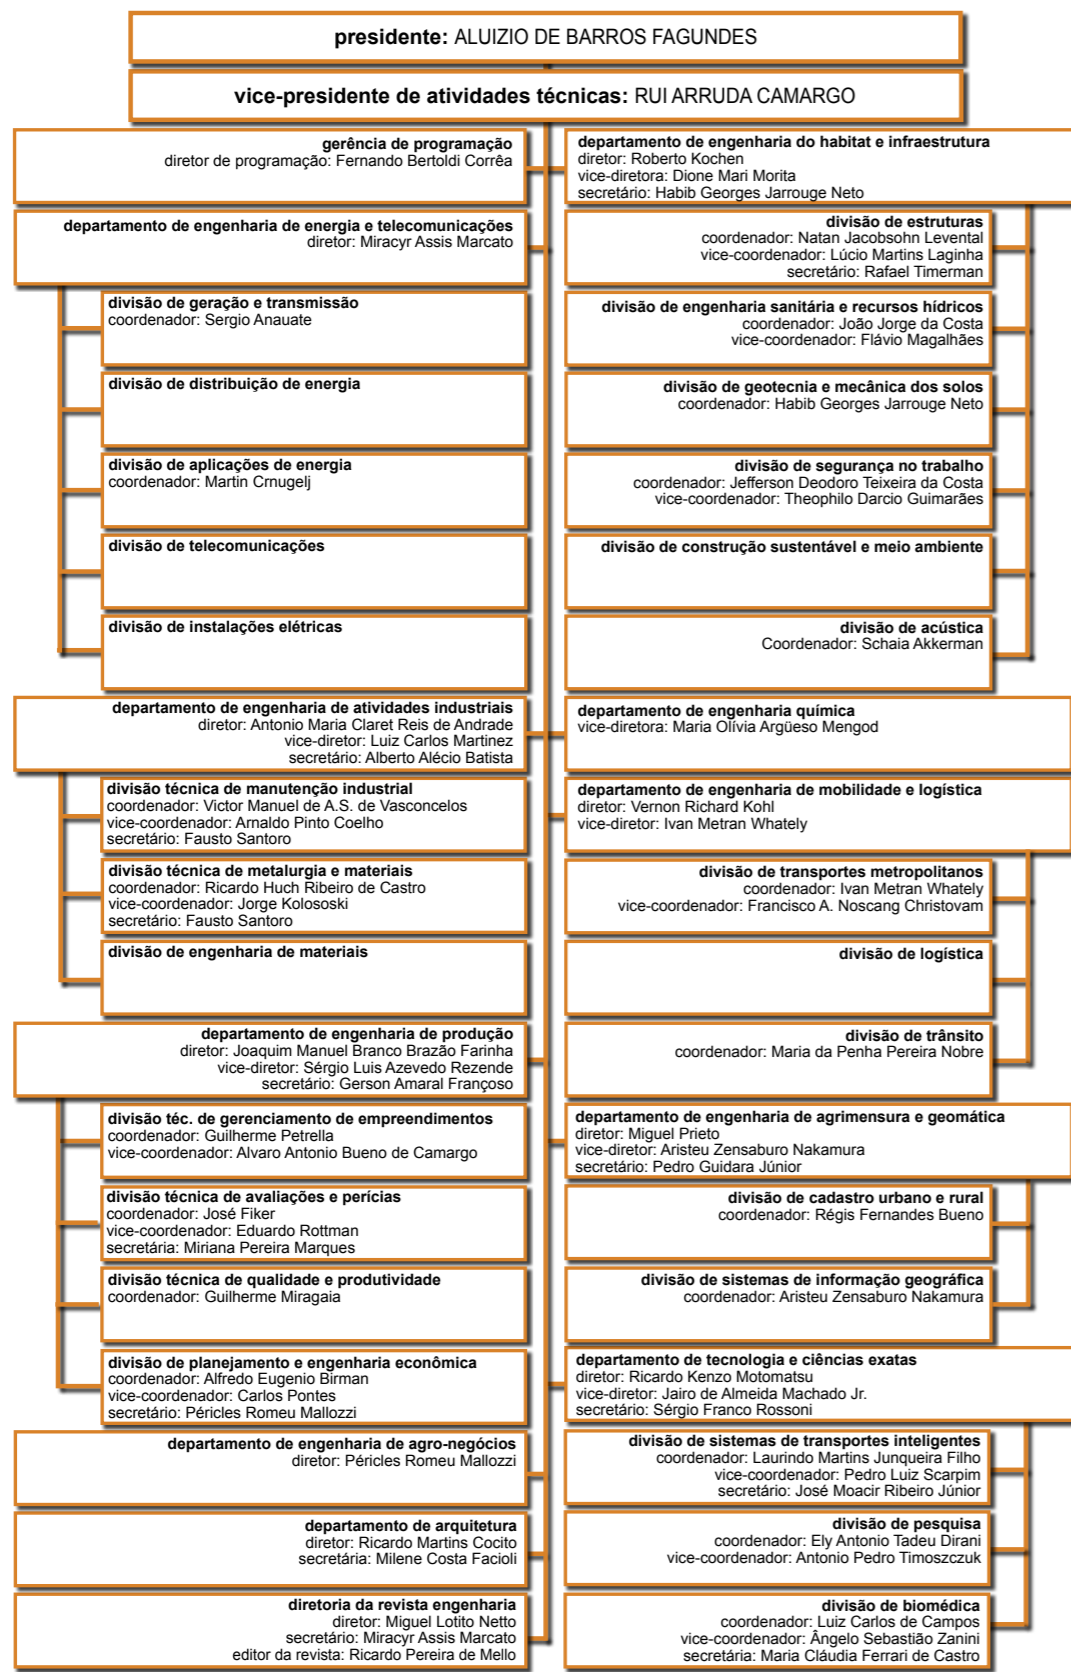 presidente: ALUIZIO DE BARROS FAGUNDES
vice-presidente de atividades técnicas: RUI ARRUDA CAMARGO
gerência de programação
diretor de programação: Fernando Bertoldi Corrêa
departamento de engenharia de energia e telecomunicações
diretor: Miracyr Assis Marcato
divisão de geração e transmissão
coordenador: Sergio Anauate
divisão de distribuição de energia
divisão de aplicações de energia
coordenador: Martin Crnugelj
divisão de telecomunicações
divisão de instalações elétricas
departamento de engenharia de atividades industriais
diretor: Antonio Maria Claret Reis de Andrade
vice-diretor: Luiz Carlos Martinez
secretário: Alberto Alécio Batista
divisão técnica de manutenção industrial
coordenador: Victor Manuel de A.S. de Vasconcelos
vice-coordenador: Arnaldo Pinto Coelho
secretário: Fausto Santoro
divisão técnica de metalurgia e materiais
coordenador: Ricardo Huch Ribeiro de Castro
vice-coordenador: Jorge Kolososki
secretário: Fausto Santoro
divisão de engenharia de materiais
departamento de engenharia de produção
diretor: Joaquim Manuel Branco Brazão Farinha
vice-diretor: Sérgio Luis Azevedo Rezende
secretário: Gerson Amaral Françoso
divisão téc. de gerenciamento de empreendimentos
coordenador: Guilherme Petrella
vice-coordenador: Alvaro Antonio Bueno de Camargo
divisão técnica de avaliações e perícias
coordenador: José Fiker
vice-coordenador: Eduardo Rottman
secretária: Miriana Pereira Marques
divisão técnica de qualidade e produtividade
coordenador: Guilherme Miragaia
divisão de planejamento e engenharia econômica
coordenador: Alfredo Eugenio Birman
vice-coordenador: Carlos Pontes
secretário: Péricles Romeu Mallozzi
departamento de engenharia de agro-negócios
diretor: Péricles Romeu Mallozzi
departamento de arquitetura
diretor: Ricardo Martins Cocito
secretária: Milene Costa Facioli
diretoria da revista engenharia
diretor: Miguel Lotito Netto
secretário: Miracyr Assis Marcato
editor da revista: Ricardo Pereira de Mello
departamento de engenharia do habitat e infraestrutura
diretor: Roberto Kochen
vice-diretora: Dione Mari Morita
secretário: Habib Georges Jarrouge Neto
divisão de estruturas
coordenador: Natan Jacobsohn Levental
vice-coordenador: Lúcio Martins Laginha
secretário: Rafael Timerman
divisão de engenharia sanitária e recursos hídricos
coordenador: João Jorge da Costa
vice-coordenador: Flávio Magalhães
divisão de geotecnia e mecânica dos solos
coordenador: Habib Georges Jarrouge Neto
divisão de segurança no trabalho
coordenador: Jefferson Deodoro Teixeira da Costa
vice-coordenador: Theophilo Darcio Guimarães
divisão de construção sustentável e meio ambiente
divisão de acústica
Coordenador: Schaia Akkerman
departamento de engenharia química
vice-diretora: Maria Olívia Argüeso Mengod
departamento de engenharia de mobilidade e logística
diretor: Vernon Richard Kohl
vice-diretor: Ivan Metran Whately
divisão de transportes metropolitanos
coordenador: Ivan Metran Whately
vice-coordenador: Francisco A. Noscang Christovam
divisão de logística
divisão de trânsito
coordenador: Maria da Penha Pereira Nobre
departamento de engenharia de agrimensura e geomática
diretor: Miguel Prieto
vice-diretor: Aristeu Zensaburo Nakamura
secretário: Pedro Guidara Júnior
divisão de cadastro urbano e rural
coordenador: Régis Fernandes Bueno
divisão de sistemas de informação geográfica
coordenador: Aristeu Zensaburo Nakamura
departamento de tecnologia e ciências exatas
diretor: Ricardo Kenzo Motomatsu
vice-diretor: Jairo de Almeida Machado Jr.
secretário: Sérgio Franco Rossoni
divisão de sistemas de transportes inteligentes
coordenador: Laurindo Martins Junqueira Filho
vice-coordenador: Pedro Luiz Scarpim
secretário: José Moacir Ribeiro Júnior
divisão de pesquisa
coordenador: Ely Antonio Tadeu Dirani
vice-coordenador: Antonio Pedro Timoszczuk
divisão de biomédica
coordenador: Luiz Carlos de Campos
vice-coordenador: Ângelo Sebastião Zanini
secretária: Maria Cláudia Ferrari de Castro